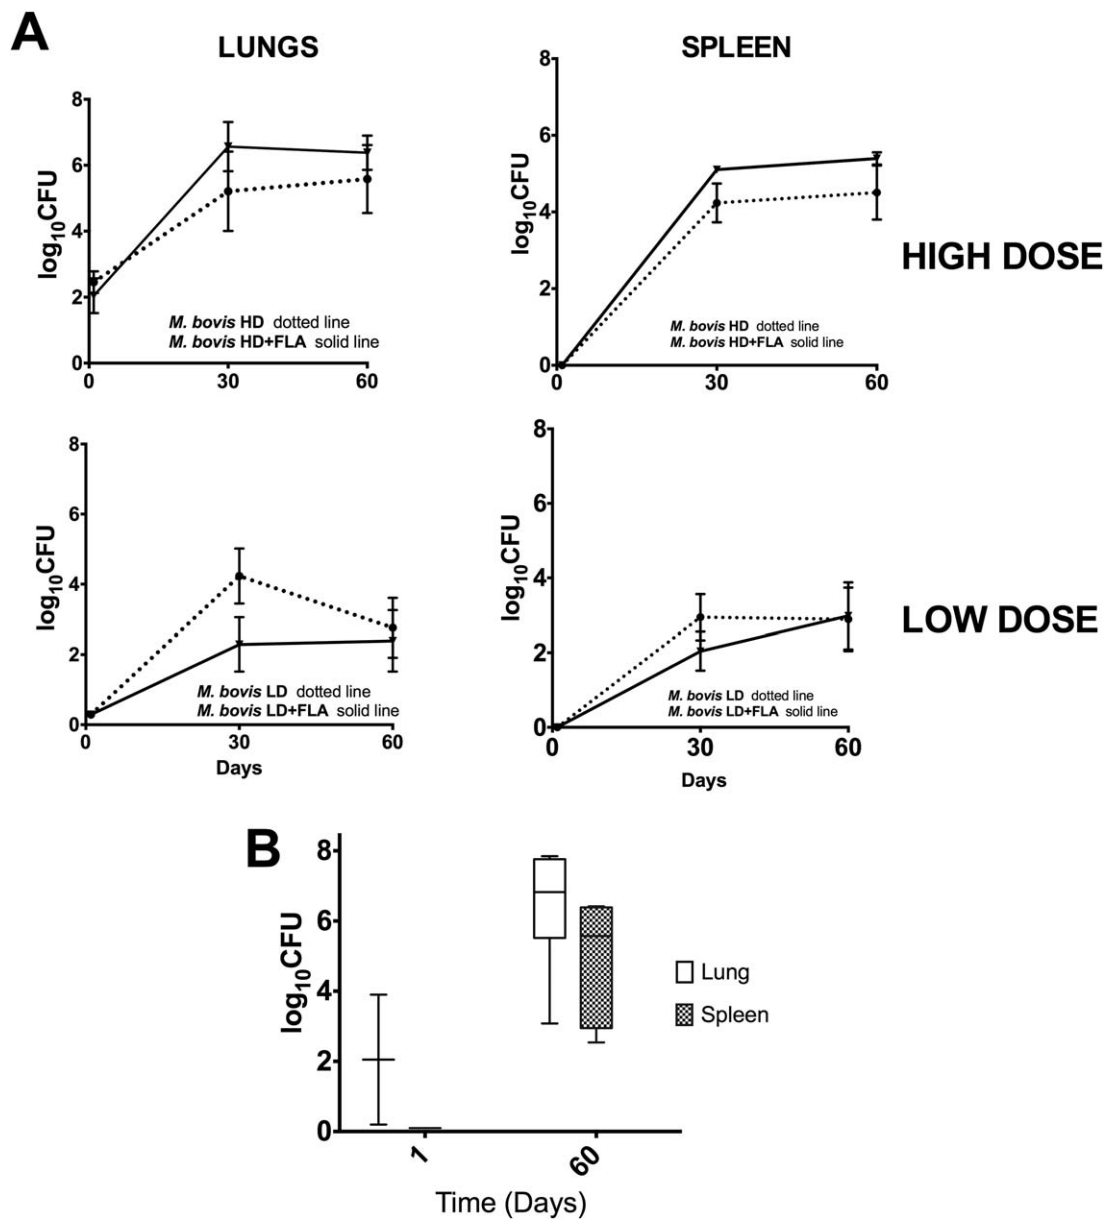 A
LUNGS
SPLEEN
8
6
4
2
0
log10CFU
0
30
60
M. bovis HD dotted line
M. bovis HD+FLA solid line
8
6
4
2
0
log10CFU
0
30
60
M. bovis HD dotted line
M. bovis HD+FLA solid line
HIGH DOSE
8
6
4
2
0
log10CFU
0
30
60
Days
M. bovis LD dotted line
M. bovis LD+FLA solid line
8
6
4
2
0
log10CFU
0
30
60
Days
M. bovis LD dotted line
M. bovis LD+FLA solid line
LOW DOSE
B
8
6
4
2
0
log10CFU
1
60
Time (Days)
Lung
Spleen